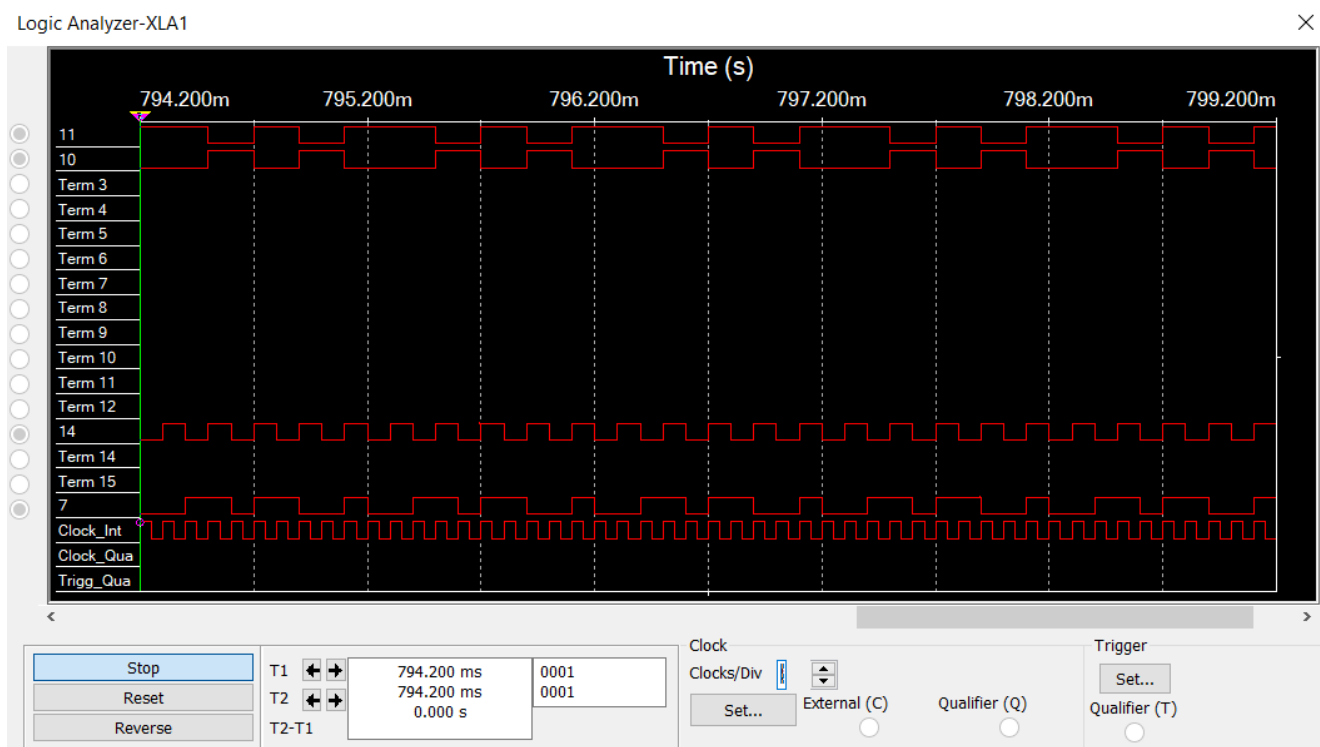 Logic Analyzer-XLA1
Time (s)
794.200m 795.200m 796.200m 797.200m 798.200m 799.200m
11
10
Term 3
Term 4
Term 5
Term 6
Term 7
Term 8
Term 9
Term 10
Term 11
Term 12
14
Term 14
Term 15
7
Clock_Int
Clock_Qua
Trigg_Qua
Stop
Reset
Reverse
T1
T2
T2-T1
794.200 ms
794.200 ms
0.000 s
0001
0001
Clock
Clocks/Div
Set...
External (C)
Qualifier (Q)
Trigger
Set...
Qualifier (T)